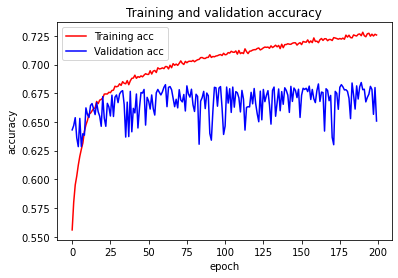 Training and validation accuracy
Training acc
Validation acc
accuracy
0.725
0.700
0.675
0.650
0.625
0.600
0.575
0.550
0 25 50 75 100 125 150 175 200
epoch